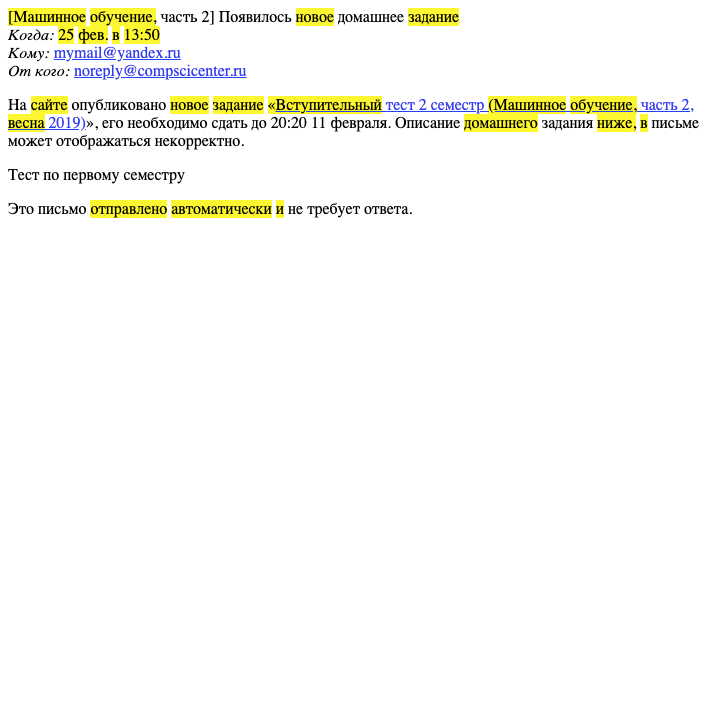 [Машинное обучение, часть 2] Появилось новое домашнее задание
Когда: 25 фев. в 13:50
Кому: mymail@yandex.ru
От кого: noreply@compscicenter.ru
На сайте опубликовано новое задание «Вступительный тест 2 семестр (Машинное обучение, часть 2,
весна 2019)», его необходимо сдать до 20:20 11 февраля. Описание домашнего задания ниже, в письме
может отображаться некорректно.
Тест по первому семестру
Это письмо отправлено автоматически и не требует ответа.